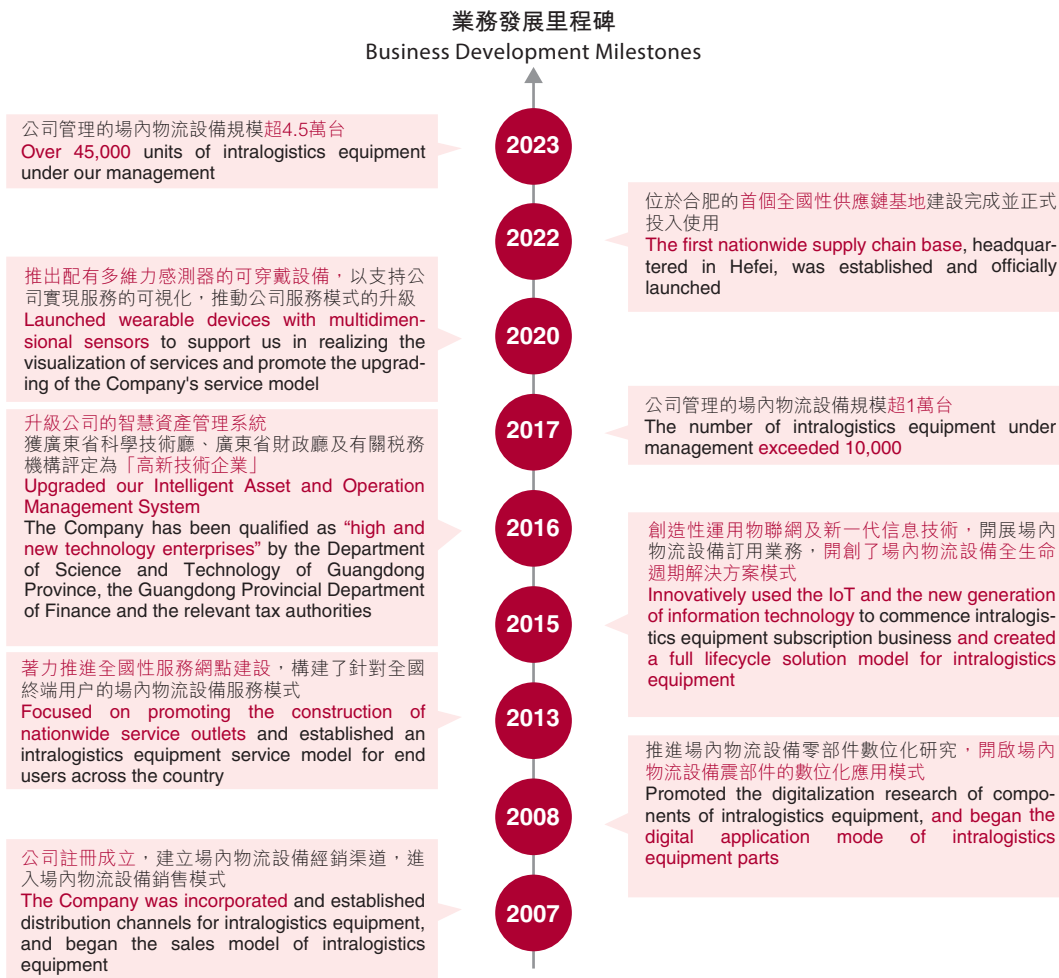 業務發展里程碑
Business Development Milestones
2023
公司管理的場內物流設備規模超4.5萬台
Over 45,000 units of intralogistics equipment
under our management
2022
位於合肥的首個全國性供應鏈基地建設完成並正式
投入使用
The first nationwide supply chain base, headquar-
tered in Hefei, was established and officially
launched
2020
推出配有多維力感測器的可穿戴設備，以支持公
司實現服務的可視化，推動公司服務模式的升級
Launched wearable devices with multidimen-
sional sensors to support us in realizing the
visualization of services and promote the upgrad-
ing of the Company's service model
2017
公司管理的場內物流設備規模超1萬台
The number of intralogistics equipment under
management exceeded 10,000
2016
升級公司的智慧資產管理系統
獲廣東省科學技術廳、廣東省財政廳及有關税務
機構評定為「高新技術企業」
Upgraded our Intelligent Asset and Operation
Management System
The Company has been qualified as “high and
new technology enterprises” by the Department
of Science and Technology of Guangdong
Province, the Guangdong Provincial Department
of Finance and the relevant tax authorities
2015
創造性運用物聯網及新一代信息技術，開展場內
物流設備訂用業務，開創了場內物流設備全生命
週期解決方案模式
Innovatively used the IoT and the new generation
of information technology to commence intralogis-
tics equipment subscription business and created
a full lifecycle solution model for intralogistics
equipment
2013
著力推進全國性服務網點建設，構建了針對全國
終端用户的場內物流設備服務模式
Focused on promoting the construction of
nationwide service outlets and established an
intralogistics equipment service model for end
users across the country
2008
推進場內物流設備零部件數位化研究，開啟場內
物流設備震部件的數位化應用模式
Promoted the digitalization research of compo-
nents of intralogistics equipment, and began the
digital application mode of intralogistics
equipment parts
2007
公司註冊成立，建立場內物流設備經銷渠道，進
入場內物流設備銷售模式
The Company was incorporated and established
distribution channels for intralogistics equipment,
and began the sales model of intralogistics
equipment